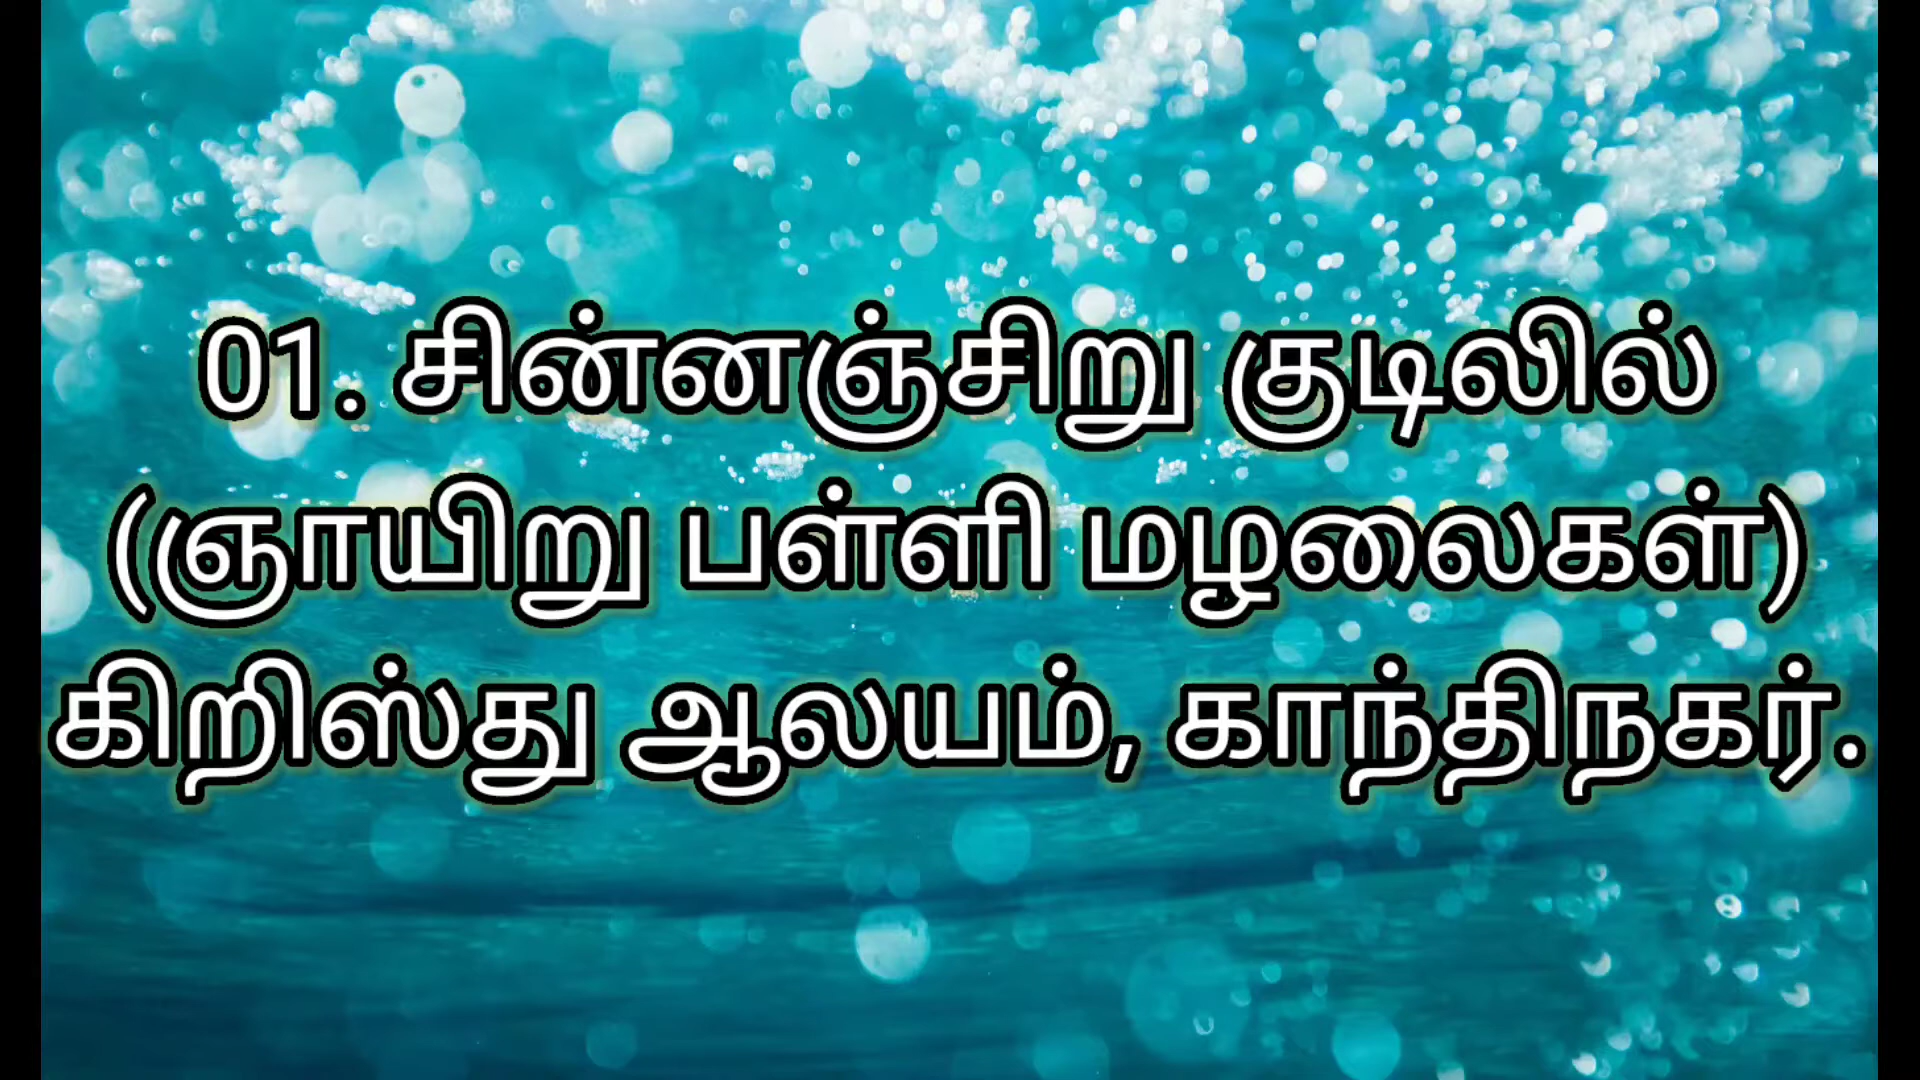 01. சின்னஞ்சிறு குடிலில்
(ஞாயிறு பள்ளி மழலைகள்)
கிறிஸ்து ஆலயம், காந்திநகர்.